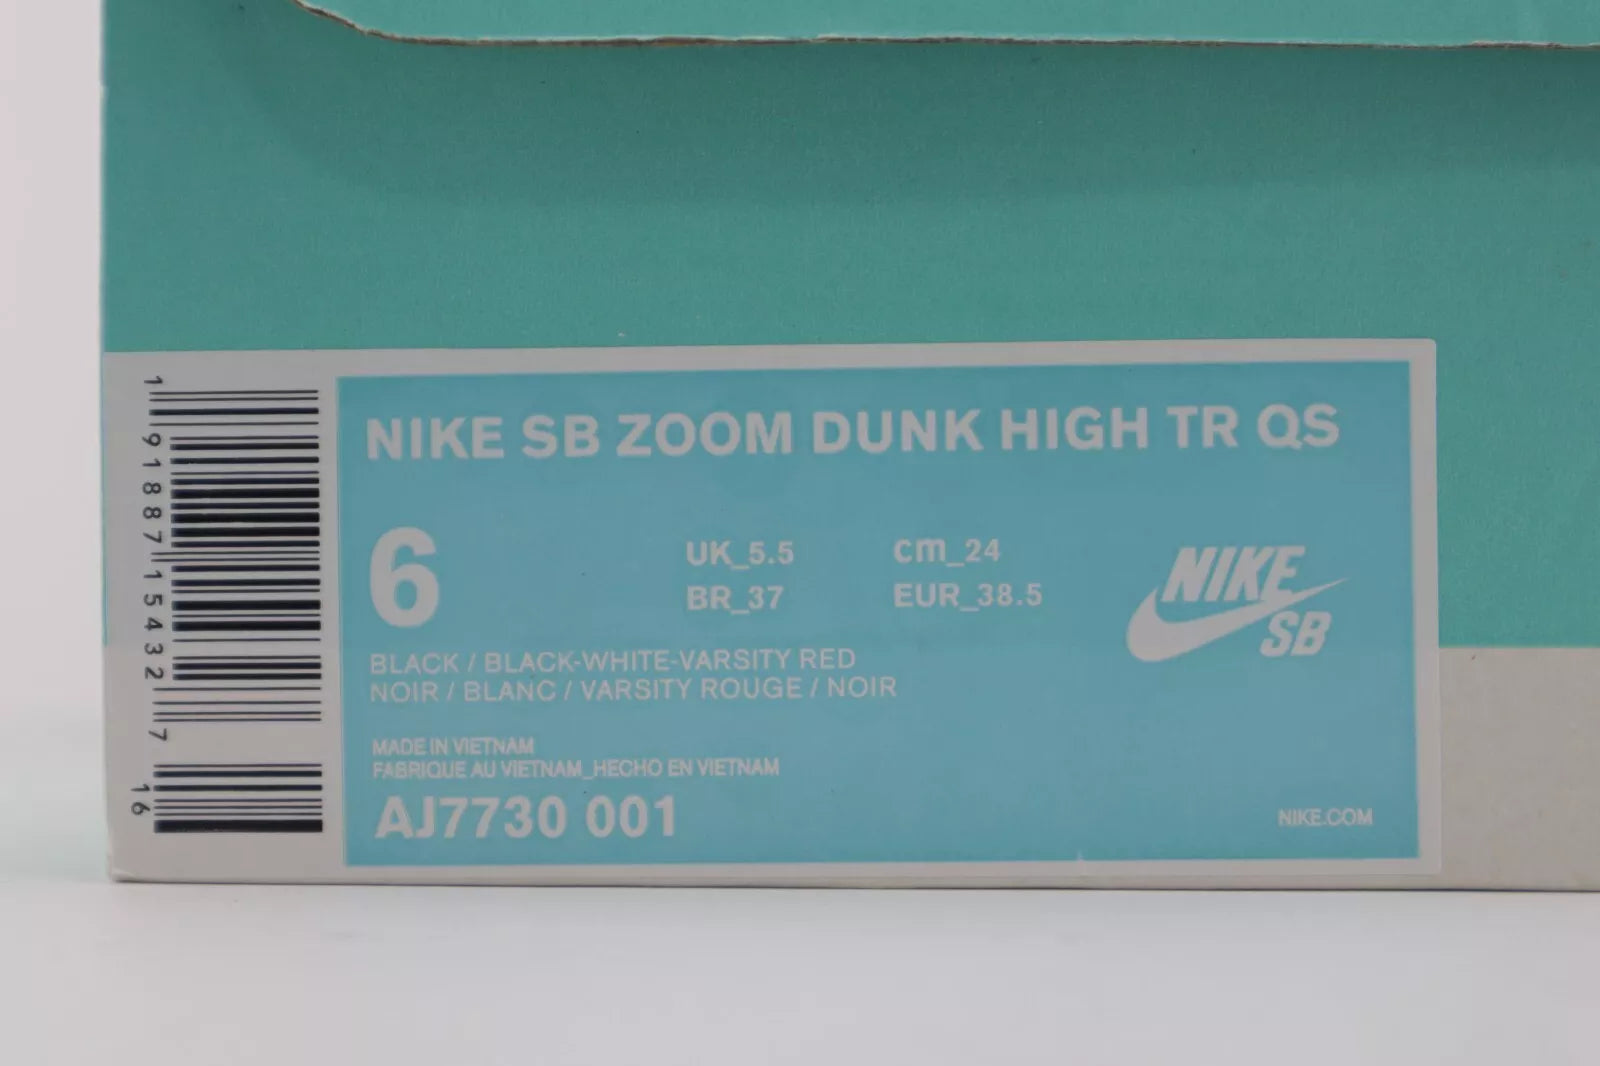 NIKE SB ZOOM DUNK HIGH TR QS
6
UK_5.5 cm_24
BR_37 EUR_38.5
NIKE
SB
BLACK / BLACK-WHITE-VARSITY RED
NOIR / BLANC / VARSITY ROUGE / NOIR
MADE IN VIETNAM
FABRIQUE AU VIETNAM_HECHO EN VIETNAM
AJ7730 001
NIKE.COM
1 91887 15432 7
16